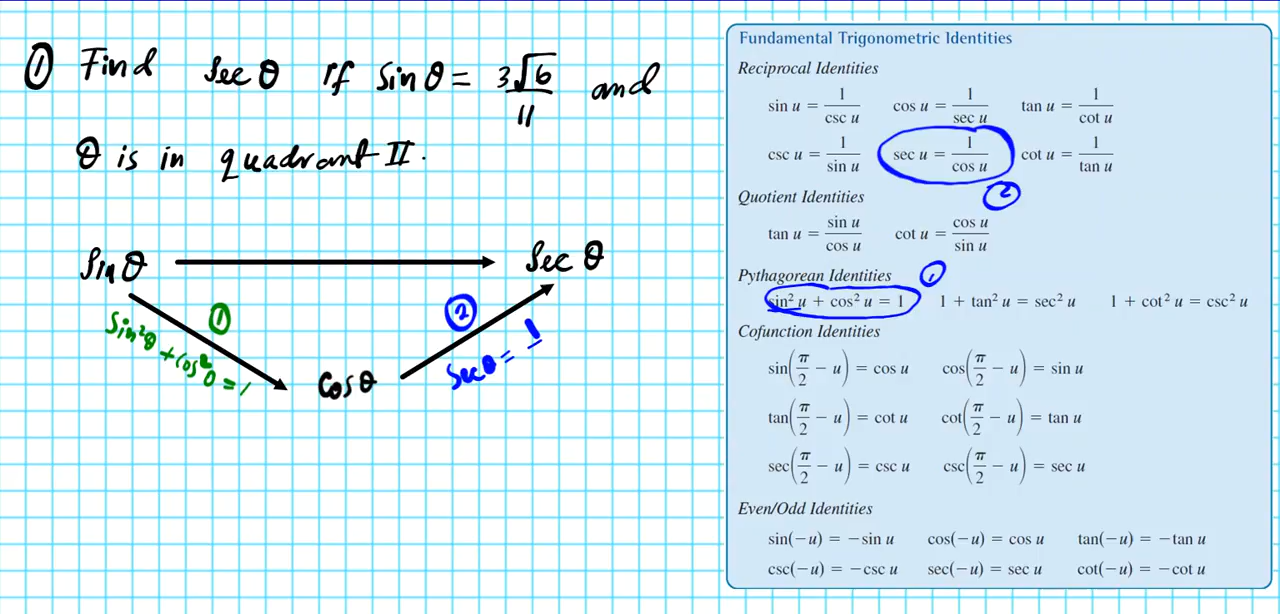 ① Find Sec θ if sin θ = 3√6/11 and
θ is in quadrant II.
Sin θ
Sec θ
①
Sin²θ + cos²θ = 1
②
Sec θ = 1
Cos θ
Fundamental Trigonometric Identities
Reciprocal Identities
sin u = 1/csc u cos u = 1/sec u tan u = 1/cot u
csc u = 1/sin u sec u = 1/cos u cot u = 1/tan u
②
Quotient Identities
tan u = sin u/cos u cot u = cos u/sin u
Pythagorean Identities ①
sin² u + cos² u = 1 1 + tan² u = sec² u 1 + cot² u = csc² u
Cofunction Identities
sin(π/2 − u) = cos u cos(π/2 − u) = sin u
tan(π/2 − u) = cot u cot(π/2 − u) = tan u
sec(π/2 − u) = csc u csc(π/2 − u) = sec u
Even/Odd Identities
sin(−u) = −sin u cos(−u) = cos u tan(−u) = −tan u
csc(−u) = −csc u sec(−u) = sec u cot(−u) = −cot u